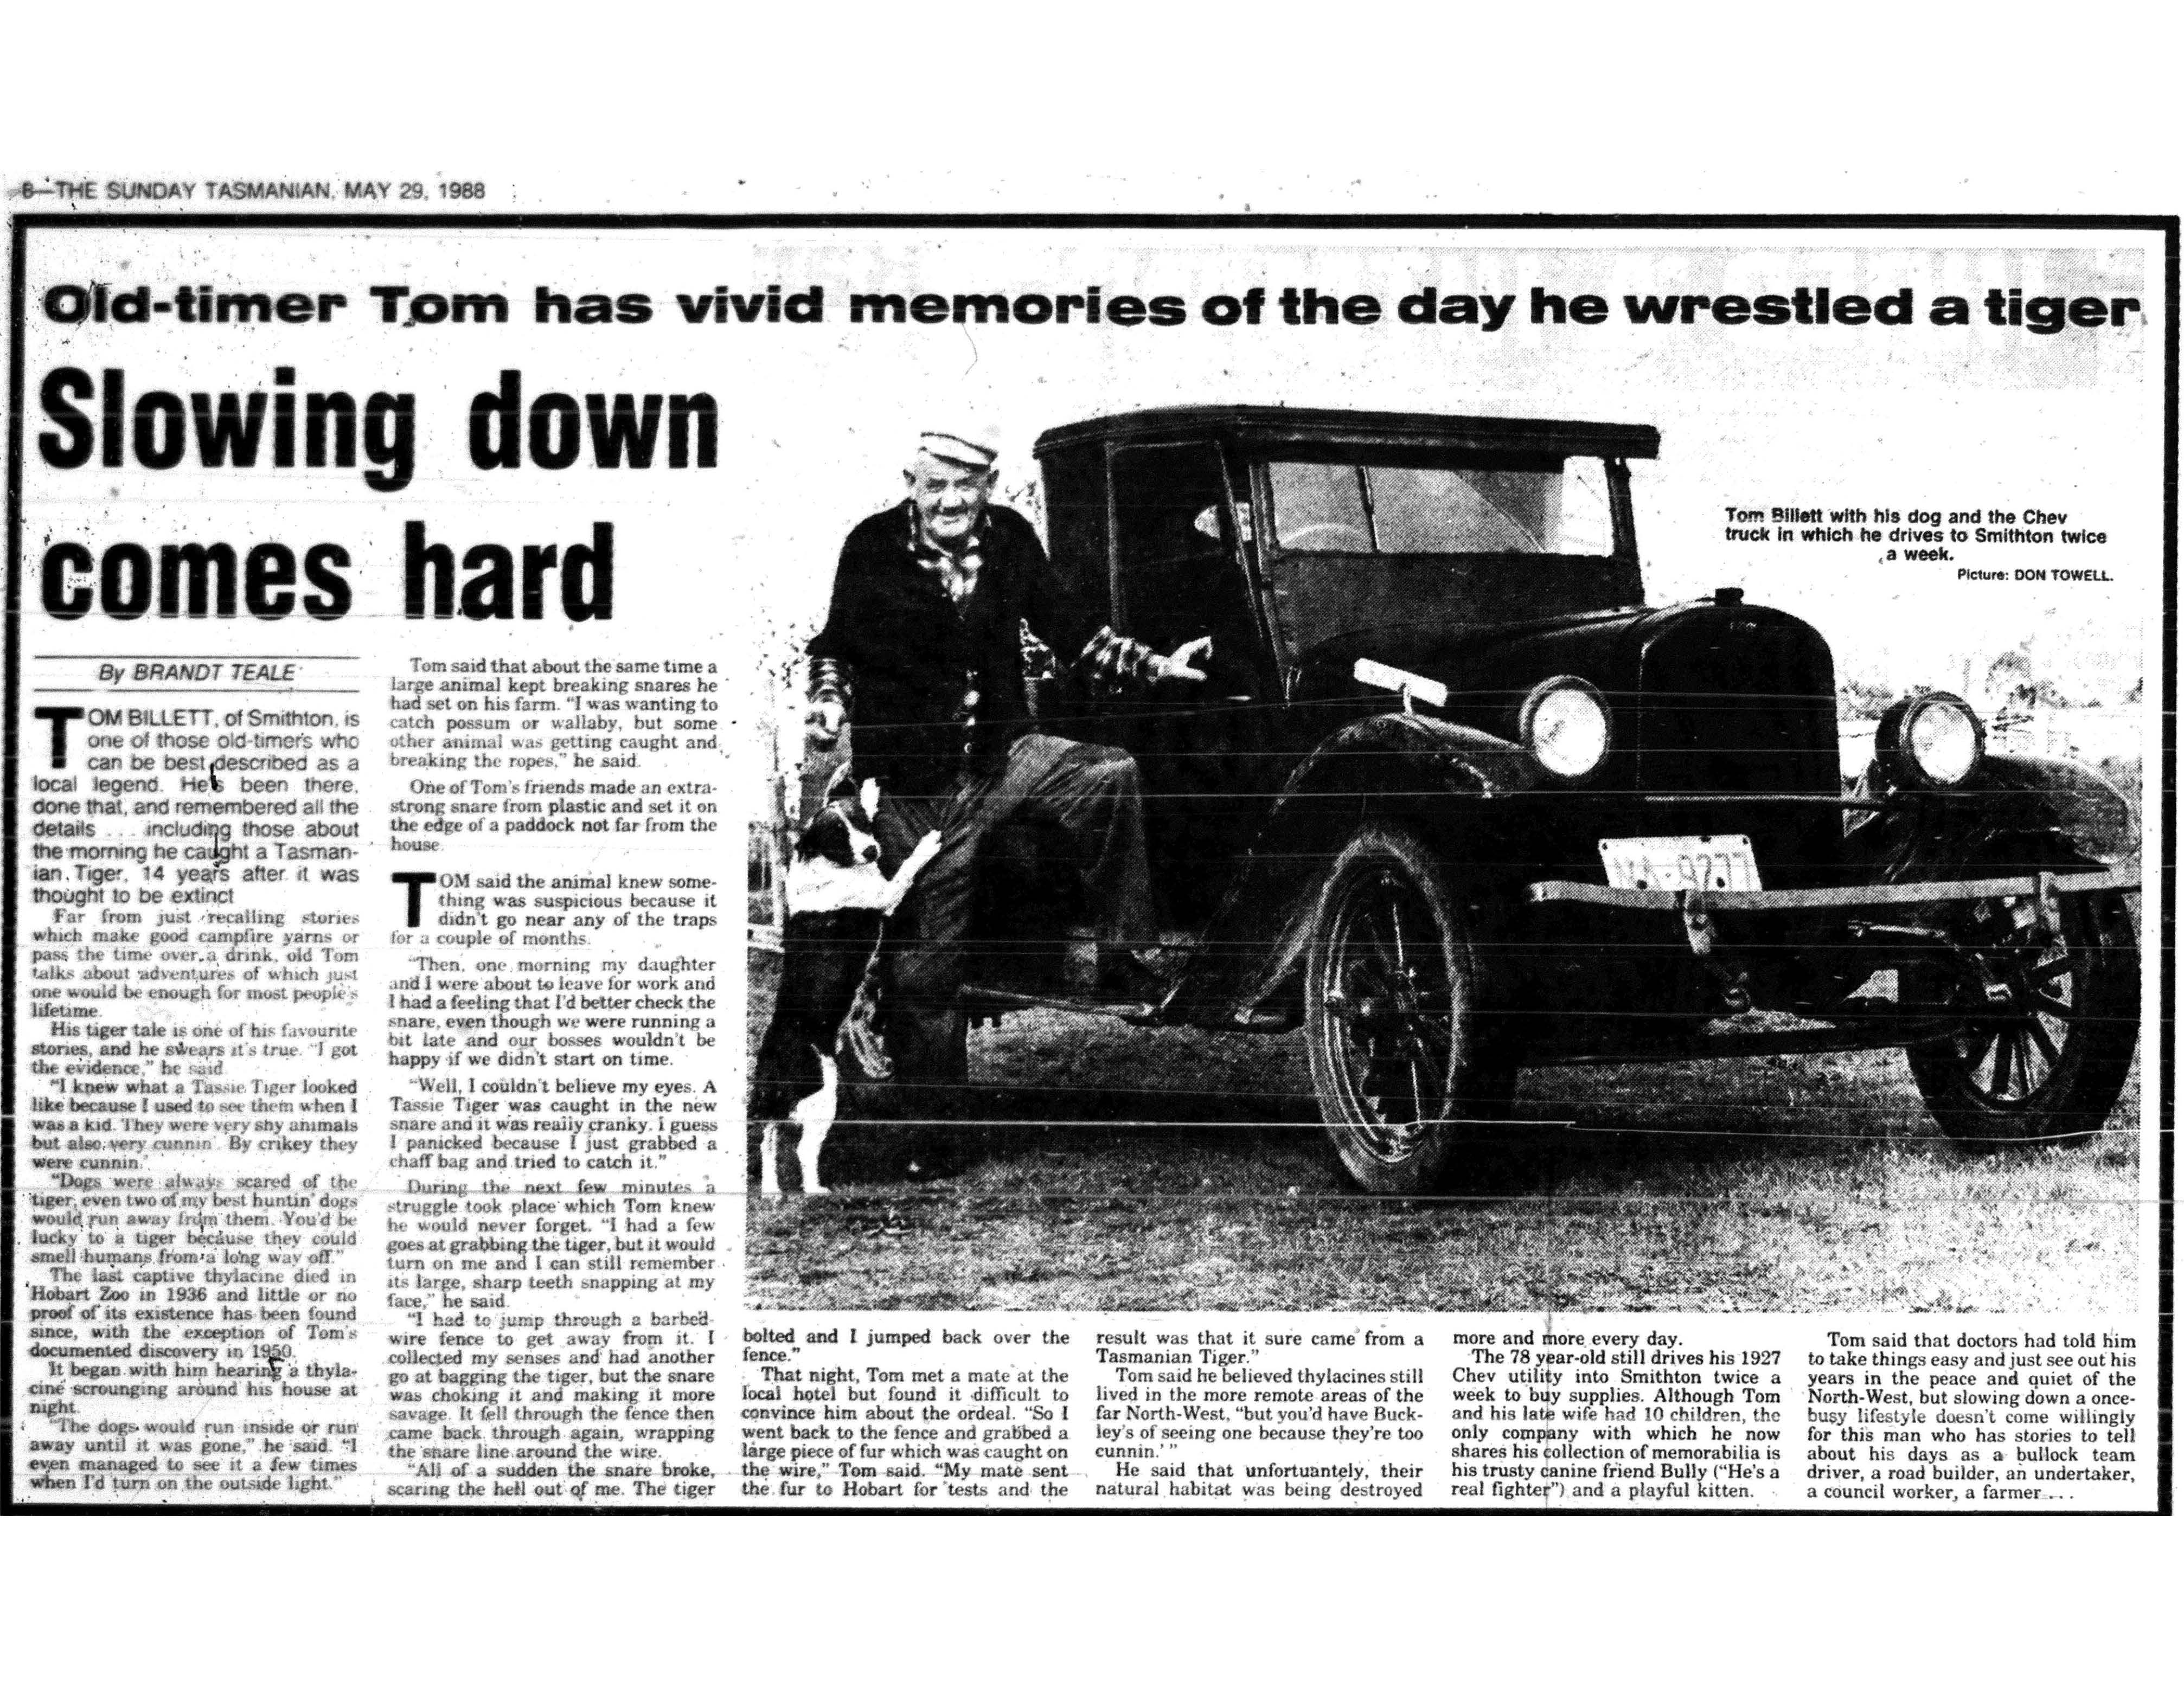 8—THE SUNDAY TASMANIAN, MAY 29, 1988
Old-timer Tom has vivid memories of the day he wrestled a tiger
Slowing down
comes hard
By BRANDT TEALE
TOM BILLETT, of Smithton, is
one of those old-timers who
can be best described as a
local legend. He's been there,
done that, and remembered all the
details ... including those about
the morning he caught a Tasman-
ian Tiger, 14 years after it was
thought to be extinct
Far from just recalling stories
which make good campfire yarns or
pass the time over a drink, old Tom
talks about adventures of which just
one would be enough for most people's
lifetime.
His tiger tale is one of his favourite
stories, and he swears it's true. "I got
the evidence," he said.
"I knew what a Tassie Tiger looked
like because I used to see them when I
was a kid. They were very shy animals
but also very cunnin'. By crikey they
were cunnin.'
"Dogs were always scared of the
tiger, even two of my best huntin' dogs
would run away from them. You'd be
lucky to a tiger because they could
smell humans from a long way off."
The last captive thylacine died in
Hobart Zoo in 1936 and little or no
proof of its existence has been found
since, with the exception of Tom's
documented discovery in 1950.
It began with him hearing a thyla-
cine scrounging around his house at
night.
"The dogs would run inside or run
away until it was gone," he said. "I
even managed to see it a few times
when I'd turn on the outside light."
Tom said that about the same time a
large animal kept breaking snares he
had set on his farm. "I was wanting to
catch possum or wallaby, but some
other animal was getting caught and
breaking the ropes," he said.
One of Tom's friends made an extra-
strong snare from plastic and set it on
the edge of a paddock not far from the
house.
TOM said the animal knew some-
thing was suspicious because it
didn't go near any of the traps
for a couple of months.
"Then, one morning my daughter
and I were about to leave for work and
I had a feeling that I'd better check the
snare, even though we were running a
bit late and our bosses wouldn't be
happy if we didn't start on time.
"Well, I couldn't believe my eyes. A
Tassie Tiger was caught in the new
snare and it was really cranky. I guess
I panicked because I just grabbed a
chaff bag and tried to catch it."
During the next few minutes a
struggle took place which Tom knew
he would never forget. "I had a few
goes at grabbing the tiger, but it would
turn on me and I can still remember
its large, sharp teeth snapping at my
face," he said.
"I had to jump through a barbed-
wire fence to get away from it. I
collected my senses and had another
go at bagging the tiger, but the snare
was choking it and making it more
savage. It fell through the fence then
came back through again, wrapping
the snare line around the wire.
"All of a sudden the snare broke,
scaring the hell out of me. The tiger
Tom Billett with his dog and the Chev
truck in which he drives to Smithton twice
a week.
Picture: DON TOWELL.
bolted and I jumped back over the
fence."
That night, Tom met a mate at the
local hotel but found it difficult to
convince him about the ordeal. "So I
went back to the fence and grabbed a
large piece of fur which was caught on
the wire," Tom said. "My mate sent
the fur to Hobart for tests and the
result was that it sure came from a
Tasmanian Tiger."
Tom said he believed thylacines still
lived in the more remote areas of the
far North-West, "but you'd have Buck-
ley's of seeing one because they're too
cunnin.' "
He said that unfortuantely, their
natural habitat was being destroyed
more and more every day.
The 78 year-old still drives his 1927
Chev utility into Smithton twice a
week to buy supplies. Although Tom
and his late wife had 10 children, the
only company with which he now
shares his collection of memorabilia is
his trusty canine friend Bully ("He's a
real fighter") and a playful kitten.
Tom said that doctors had told him
to take things easy and just see out his
years in the peace and quiet of the
North-West, but slowing down a once-
busy lifestyle doesn't come willingly
for this man who has stories to tell
about his days as a bullock team
driver, a road builder, an undertaker,
a council worker, a farmer ...